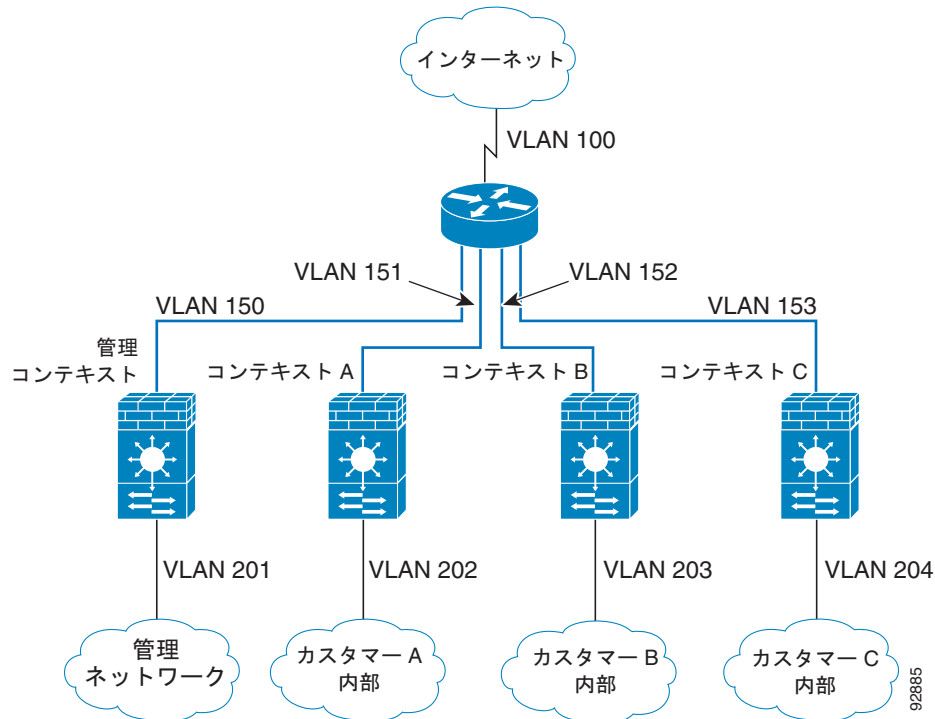 インターネット
VLAN 100
VLAN 151
VLAN 152
VLAN 150
VLAN 153
管理
コンテキスト
コンテキスト A
コンテキスト B
コンテキスト C
VLAN 201
VLAN 202
VLAN 203
VLAN 204
管理
ネットワーク
カスタマー A
内部
カスタマー B
内部
カスタマー C
内部
92885